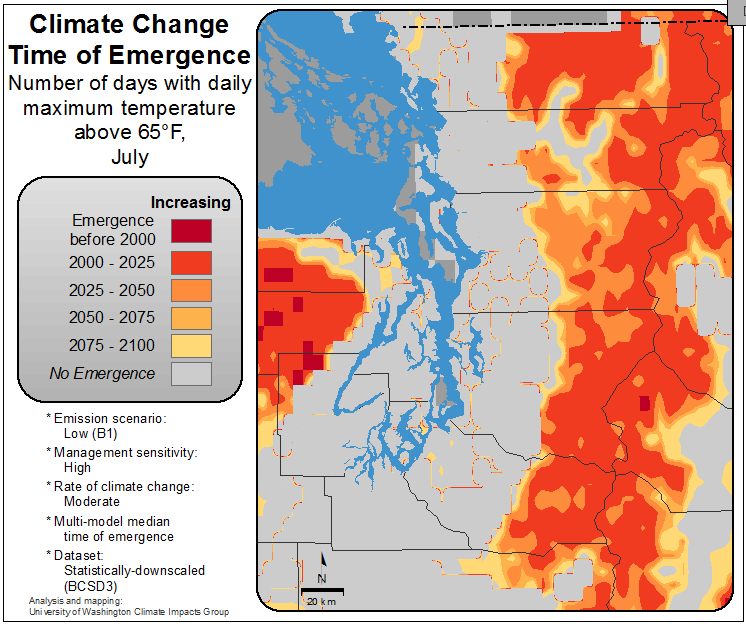 Climate Change
Time of Emergence
Number of days with daily
maximum temperature
above 65°F,
July
Increasing
Emergence
before 2000
2000 - 2025
2025 - 2050
2050 - 2075
2075 - 2100
No Emergence
* Emission scenario:
Low (B1)
* Management sensitivity:
High
* Rate of climate change:
Moderate
* Multi-model median
time of emergence
* Dataset:
Statistically-downscaled
(BCSD3)
Analysis and mapping:
University of Washington Climate Impacts Group
N
20 km